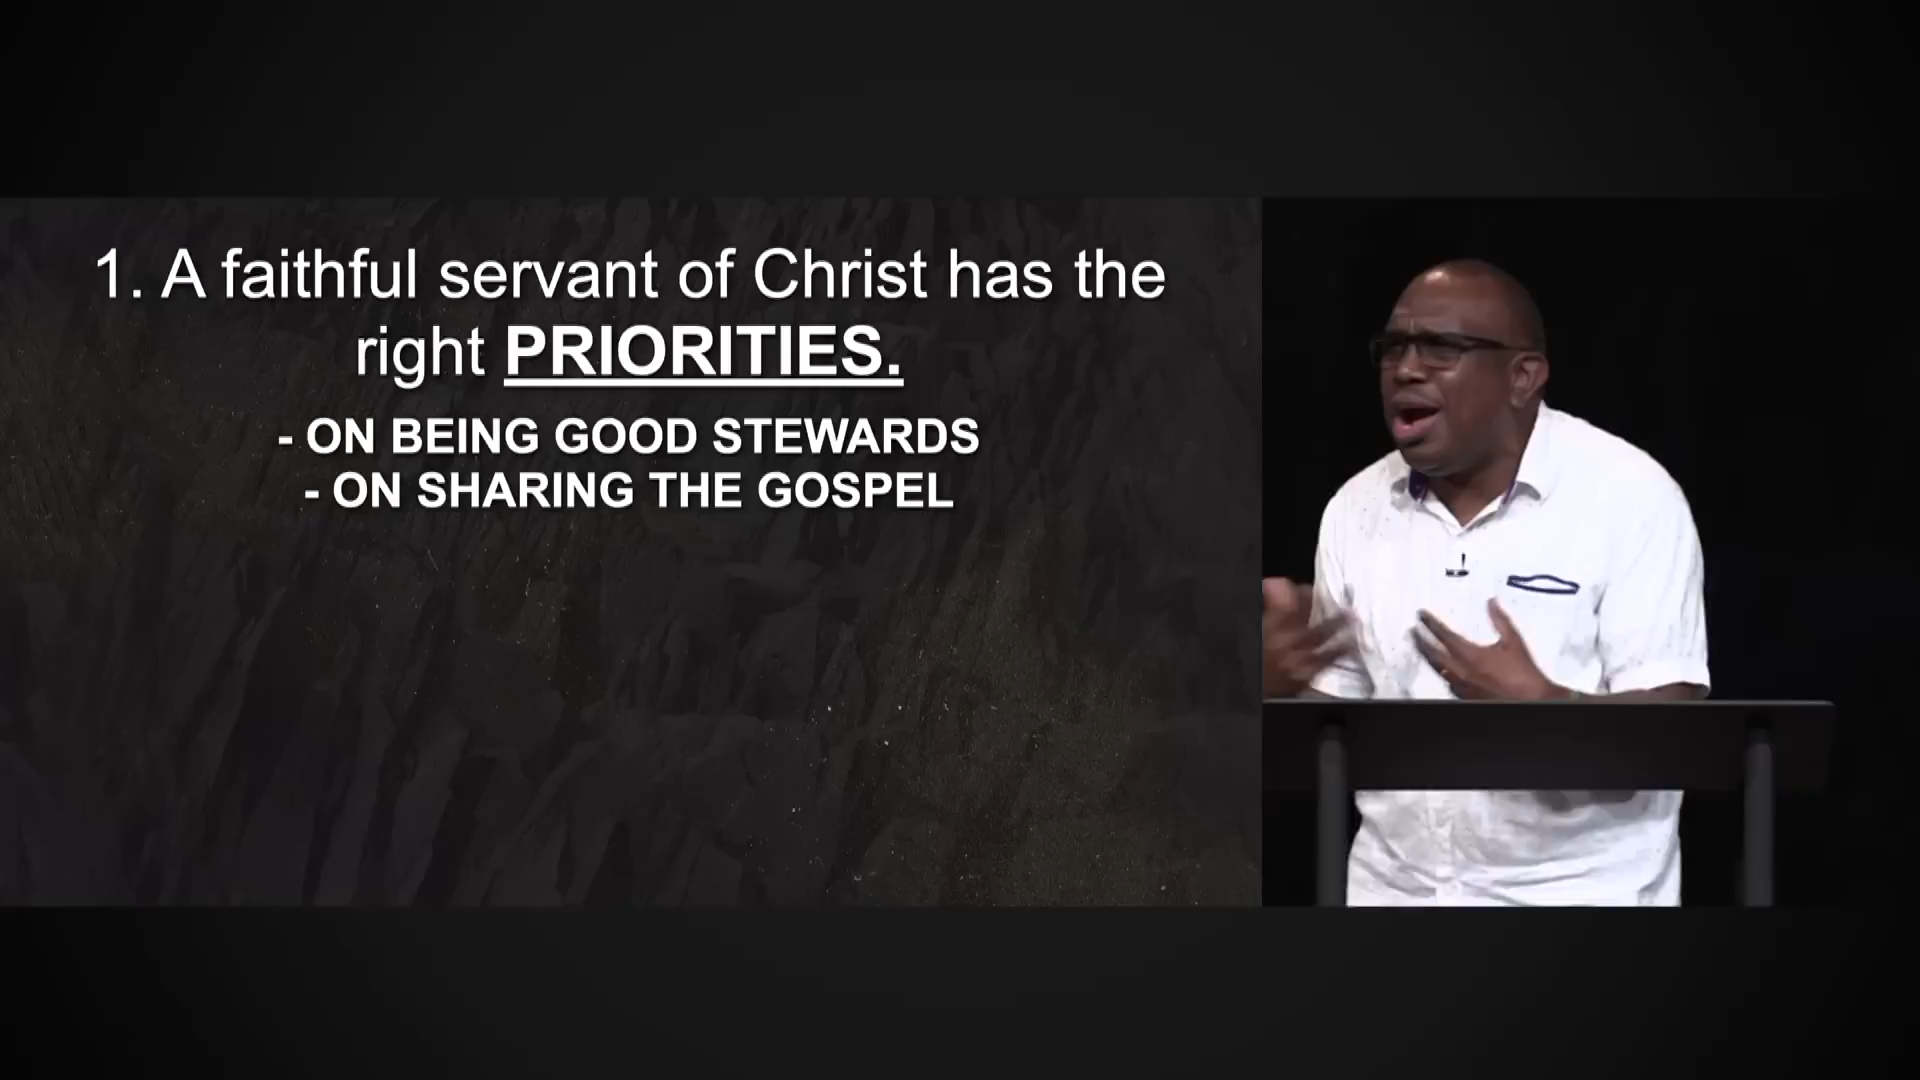 1. A faithful servant of Christ has the
right PRIORITIES.
- ON BEING GOOD STEWARDS
- ON SHARING THE GOSPEL